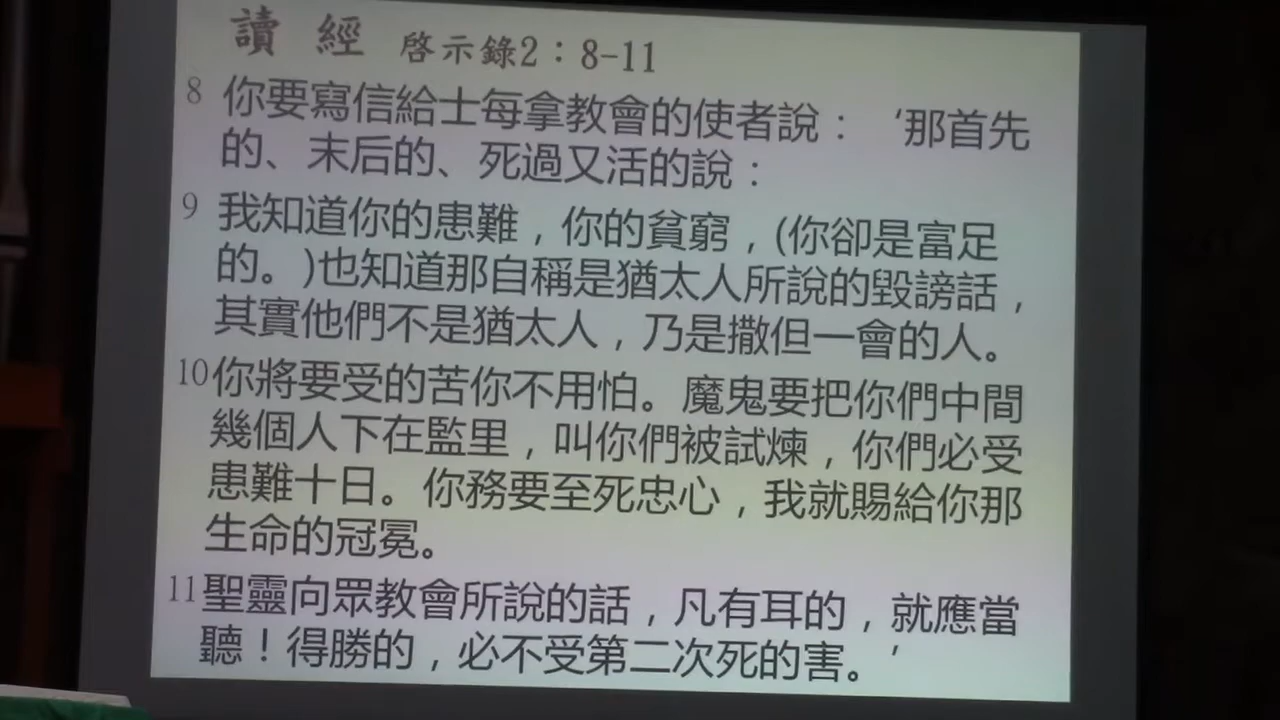 讀 經 啓示錄2：8-11
8 你要寫信給士每拿教會的使者說：‘那首先
的、末后的、死過又活的說：
9 我知道你的患難，你的貧窮，(你卻是富足
的。)也知道那自稱是猶太人所說的毀謗話，
其實他們不是猶太人，乃是撒但一會的人。
10 你將要受的苦你不用怕。魔鬼要把你們中間
幾個人下在監里，叫你們被試煉，你們必受
患難十日。你務要至死忠心，我就賜給你那
生命的冠冕。
11 聖靈向眾教會所說的話，凡有耳的，就應當
聽！得勝的，必不受第二次死的害。’